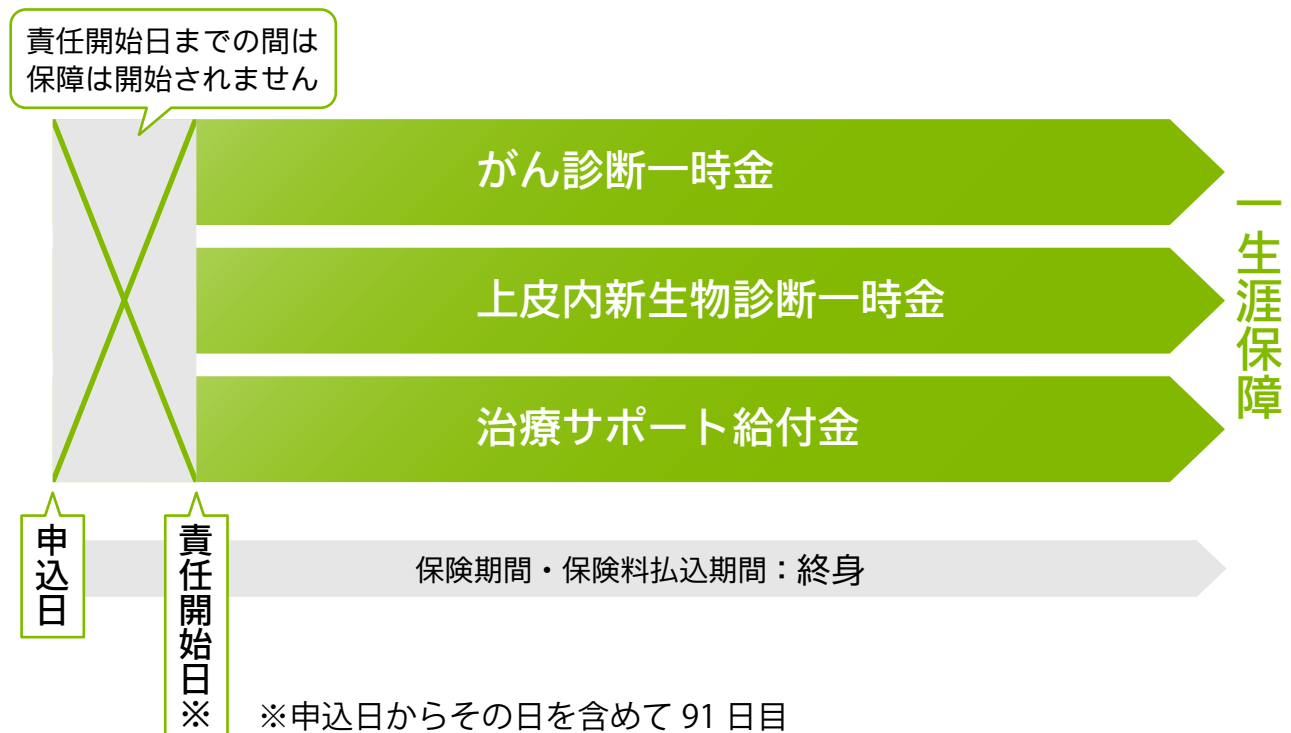 責任開始日までの間は
保障は開始されません
がん診断一時金
上皮内新生物診断一時金
治療サポート給付金
一生涯保障
申込日
責任開始日※
保険期間・保険料払込期間：終身
※申込日からその日を含めて 91 日目